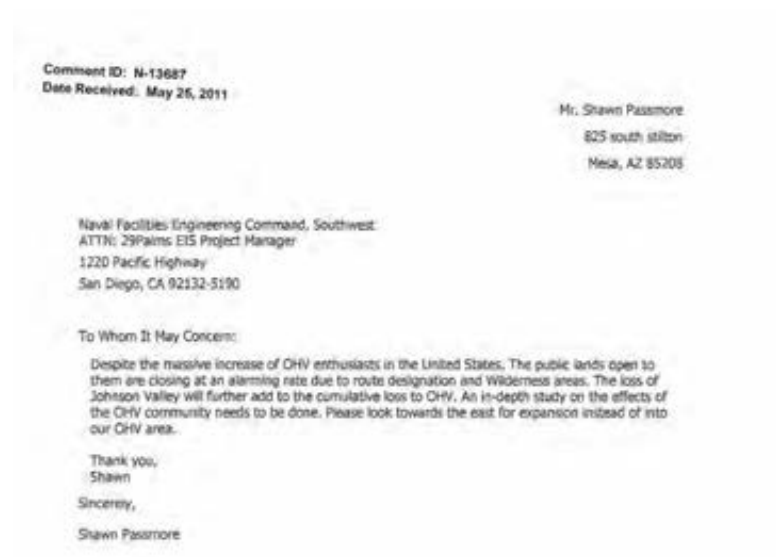 Comment ID: N-13687
Date Received: May 25, 2011
Mr. Shawn Passmore
825 south stilton
Mesa, AZ 85208
Naval Facilities Engineering Command, Southwest
ATTN: 29Palms EIS Project Manager
1220 Pacific Highway
San Diego, CA 92132-5190
To Whom It May Concern:
Despite the massive increase of OHV enthusiasts in the United States. The public lands open to
them are closing at an alarming rate due to route designation and Wilderness areas. The loss of
Johnson Valley will further add to the cumulative loss to OHV. An in-depth study on the effects of
the OHV community needs to be done. Please look towards the east for expansion instead of into
our OHV area.
Thank you,
Shawn
Sincerely,
Shawn Passmore